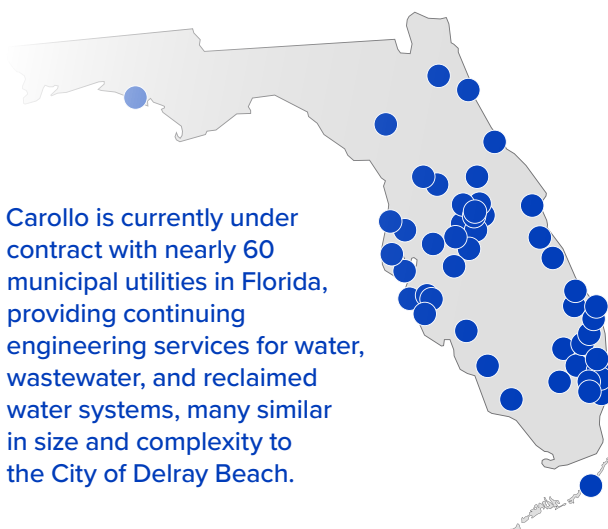 Carollo is currently under
contract with nearly 60
municipal utilities in Florida,
providing continuing
engineering services for water,
wastewater, and reclaimed
water systems, many similar
in size and complexity to
the City of Delray Beach.